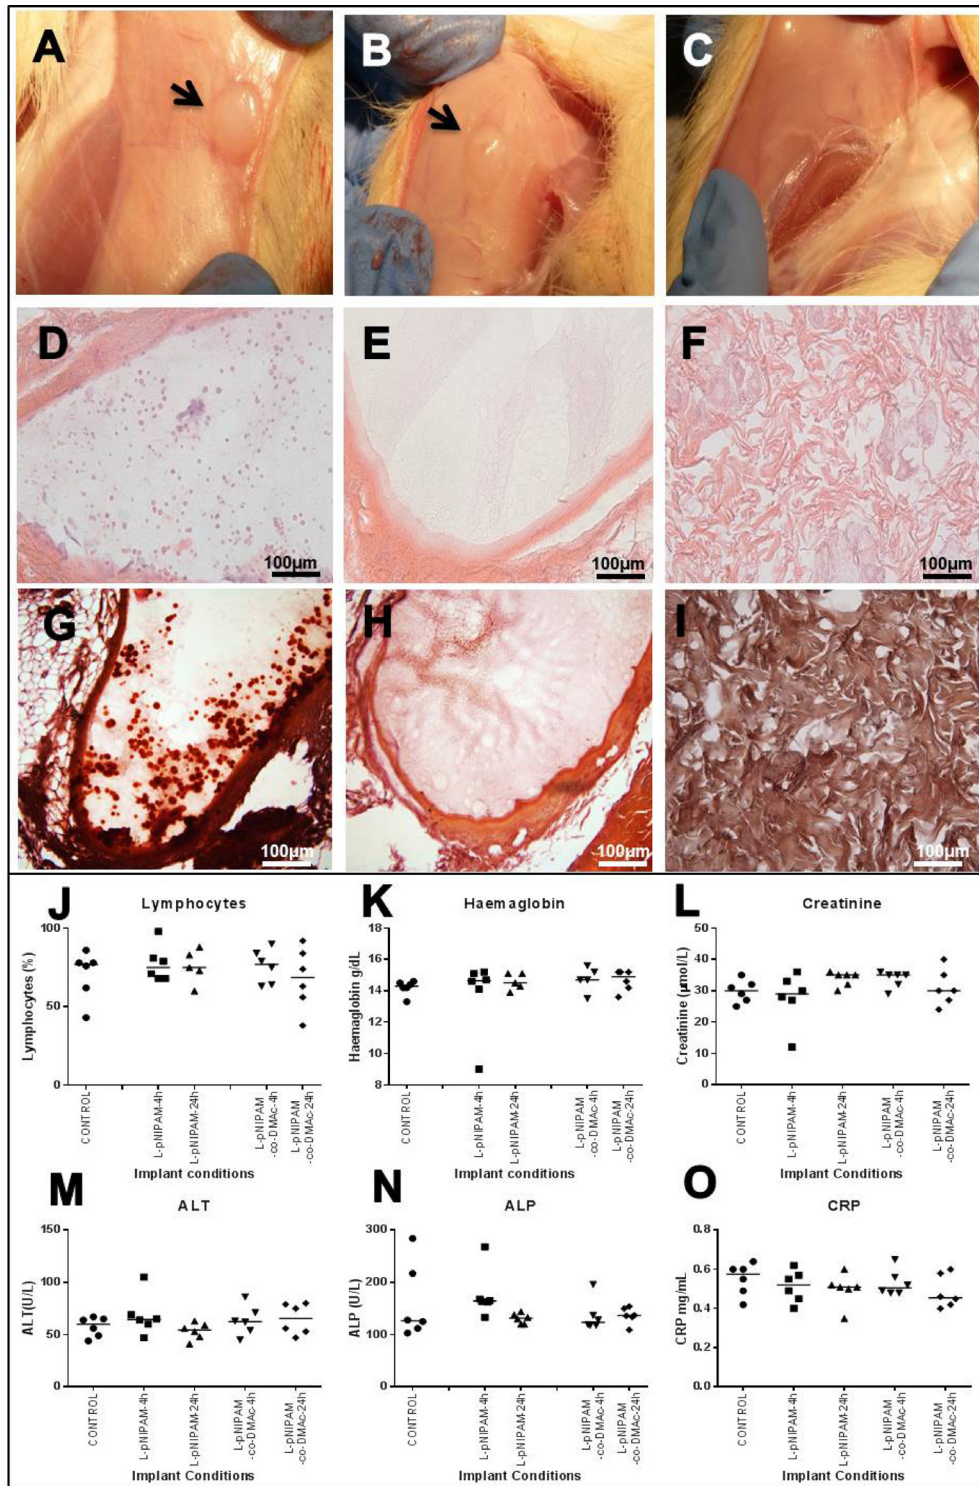 A
B
C
D
100µm
E
100µm
F
100µm
G
100µm
H
100µm
I
100µm
J
Lymphocytes
Lymphocytes (%)
100
50
0
CONTROL
L-pNIPAM-4h
L-pNIPAM-24h
L-pNIPAM
-co-DMAc-4h
L-pNIPAM
-co-DMAc-24h
Implant conditions
K
Haemaglobin
Haemaglobin g/dL
18
16
14
12
10
8
CONTROL
L-pNIPAM-4h
L-pNIPAM-24h
L-pNIPAM
-co-DMAc-4h
L-pNIPAM
-co-DMAc-24h
Implant conditions
L
Creatinine
Creatinine (µmol/L)
50
40
30
20
10
0
CONTROL
L-pNIPAM-4h
L-pNIPAM-24h
L-pNIPAM
-co-DMAc-4h
L-pNIPAM
-co-DMAc-24h
Implant conditions
M
ALT
ALT(U/L)
150
100
50
0
CONTROL
L-pNIPAM-4h
L-pNIPAM-24h
L-pNIPAM
-co-DMAc-4h
L-pNIPAM
-co-DMAc-24h
Implant Conditions
N
ALP
ALP (U/L)
300
200
100
0
CONTROL
L-pNIPAM-4h
L-pNIPAM-24h
L-pNIPAM
-co-DMAc-4h
L-pNIPAM
-co-DMAc-24h
Implant Conditions
O
CRP
CRP mg/mL
0.8
0.6
0.4
0.2
0.0
CONTROL
L-pNIPAM-4h
L-pNIPAM-24h
L-pNIPAM
-co-DMAc-4h
L-pNIPAM
-co-DMAc-24h
Implant Conditions